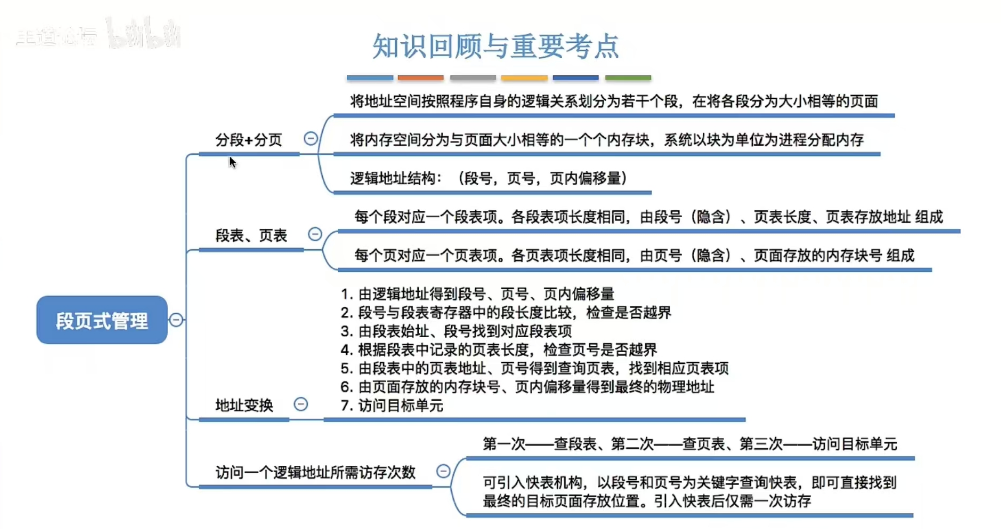 知识回顾与重要考点
段页式管理
分段+分页
将地址空间按照程序自身的逻辑关系划分为若干个段，在将各段分为大小相等的页面
将内存空间分为与页面大小相等的一个个内存块，系统以块为单位为进程分配内存
逻辑地址结构：（段号，页号，页内偏移量）
段表、页表
每个段对应一个段表项。各段表项长度相同，由段号（隐含）、页表长度、页表存放地址 组成
每个页对应一个页表项。各页表项长度相同，由页号（隐含）、页面存放的内存块号 组成
地址变换
1. 由逻辑地址得到段号、页号、页内偏移量
2. 段号与段表寄存器中的段长度比较，检查是否越界
3. 由段表始址、段号找到对应段表项
4. 根据段表中记录的页表长度，检查页号是否越界
5. 由段表中的页表地址、页号得到查询页表，找到相应页表项
6. 由页面存放的内存块号、页内偏移量得到最终的物理地址
7. 访问目标单元
访问一个逻辑地址所需访存次数
第一次——查段表、第二次——查页表、第三次——访问目标单元
可引入快表机构，以段号和页号为关键字查询快表，即可直接找到
最终的目标页面存放位置。引入快表后仅需一次访存